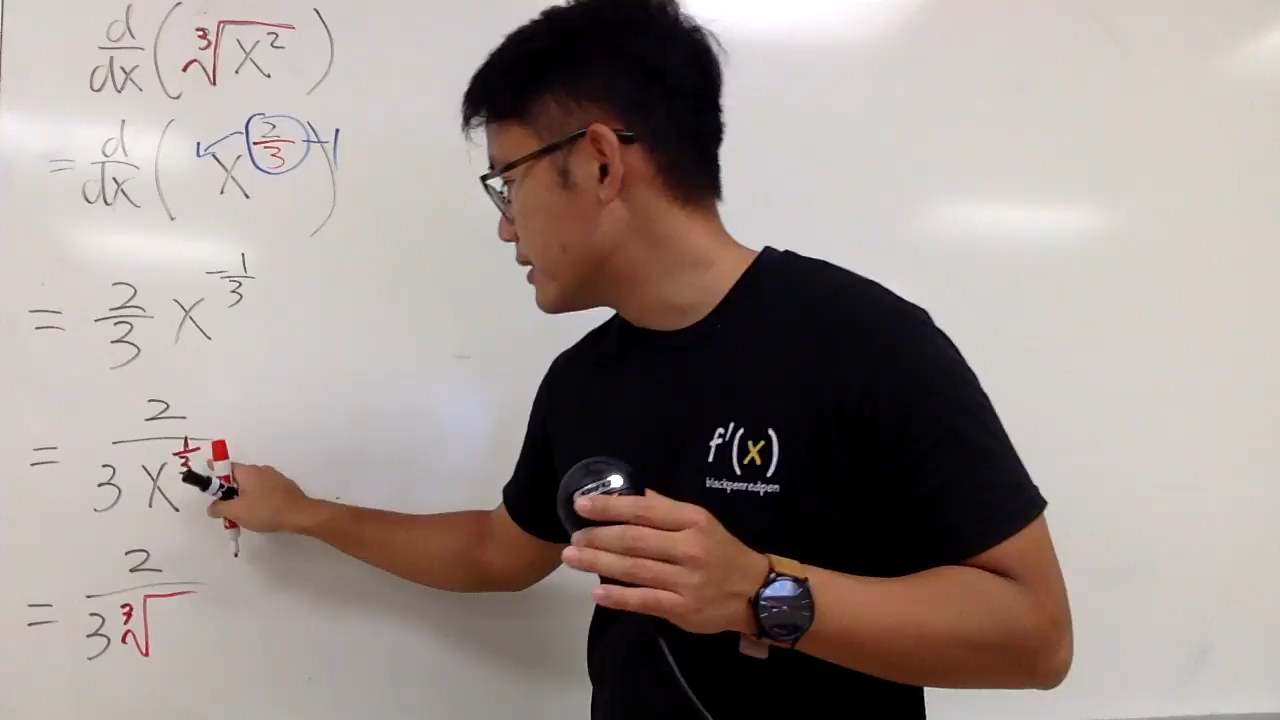 d/dx (∛x²)
= d/dx (x^(2/3) -1)
= 2/3 x^(-1/3)
= 2/(3x^(1/3))
= 2/(3∛
f'(x)
blackpenredpen